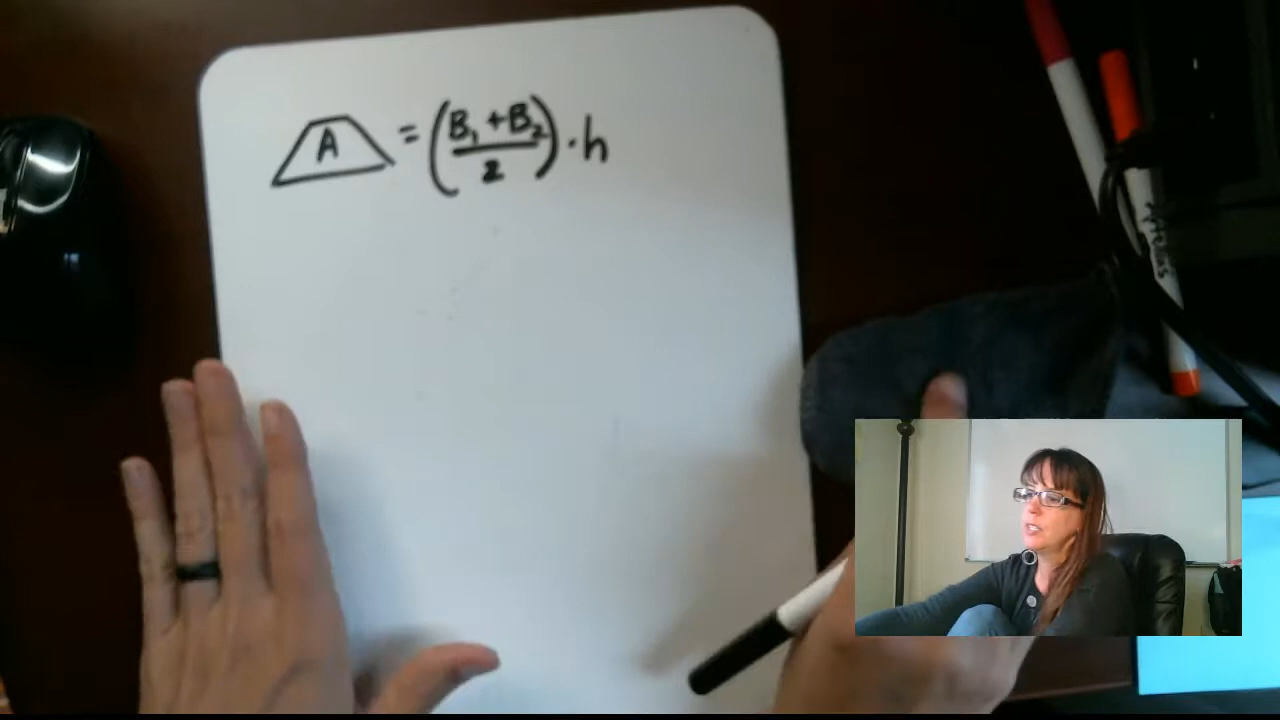 A = (B₁ + B₂ / 2) · h